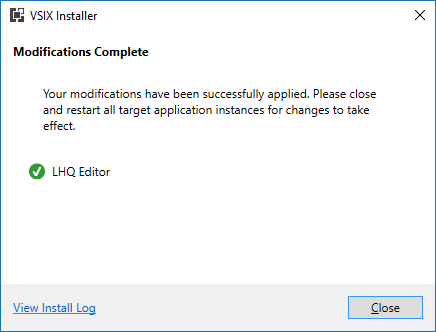 VSIX Installer
Modifications Complete
Your modifications have been successfully applied. Please close
and restart all target application instances for changes to take
effect.
LHQ Editor
View Install Log
Close